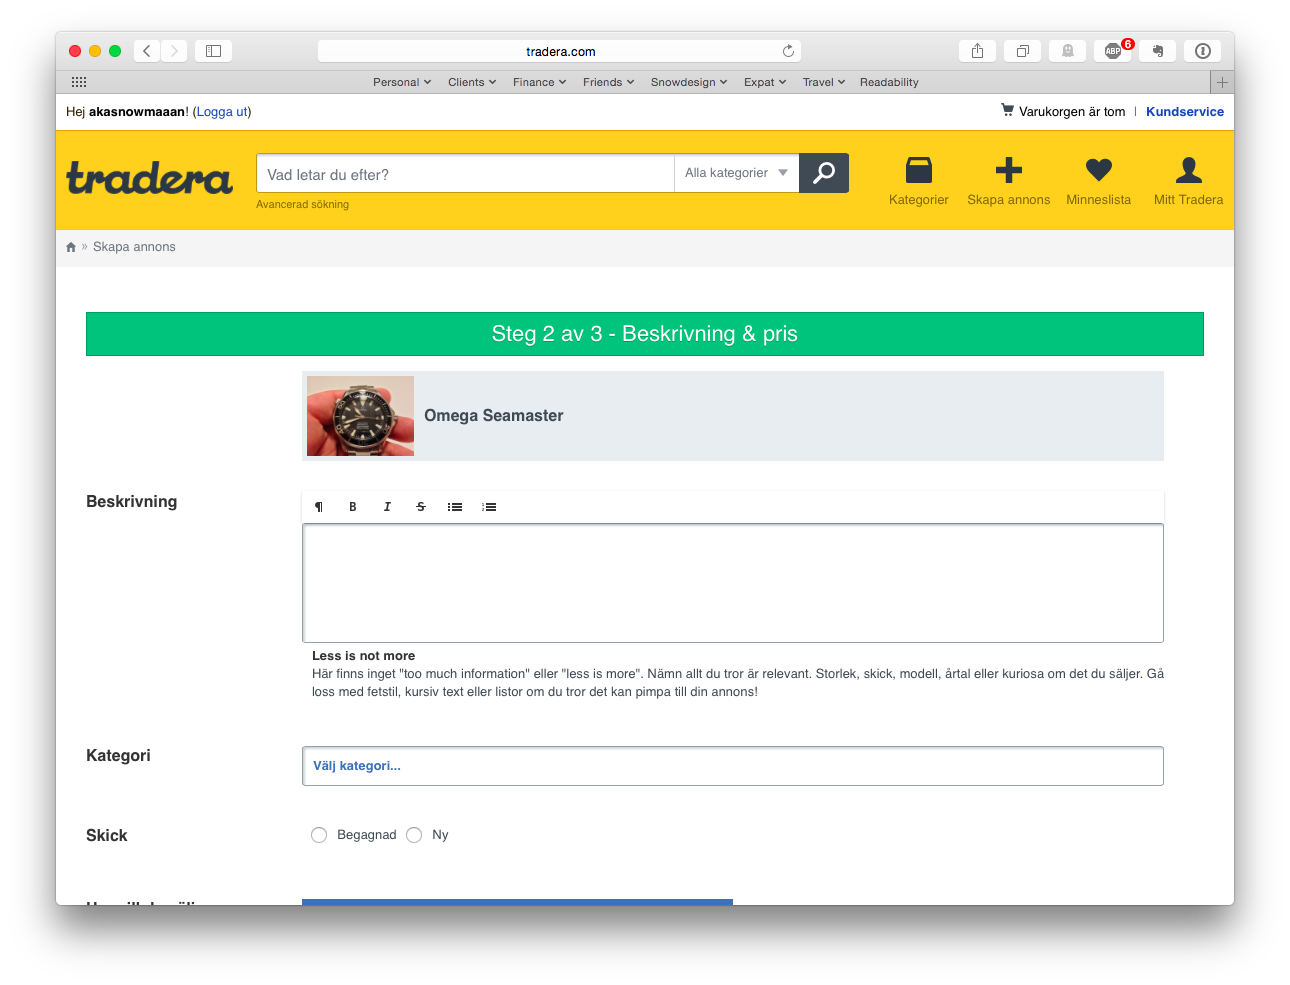 tradera.com
ABP
6
Personal Clients Finance Friends Snowdesign Expat Travel Readability
Hej akasnowmaaan! (Logga ut)
Varukorgen är tom | Kundservice
tradera
Vad letar du efter?
Alla kategorier
Avancerad sökning
Kategorier
Skapa annons
Minneslista
Mitt Tradera
» Skapa annons
Steg 2 av 3 - Beskrivning & pris
Omega Seamaster
Beskrivning
¶ B I S
Less is not more
Här finns inget "too much information" eller "less is more". Nämn allt du tror är relevant. Storlek, skick, modell, årtal eller kuriosa om det du säljer. Gå
loss med fetstil, kursiv text eller listor om du tror det kan pimpa till din annons!
Kategori
Välj kategori...
Skick
Begagnad
Ny